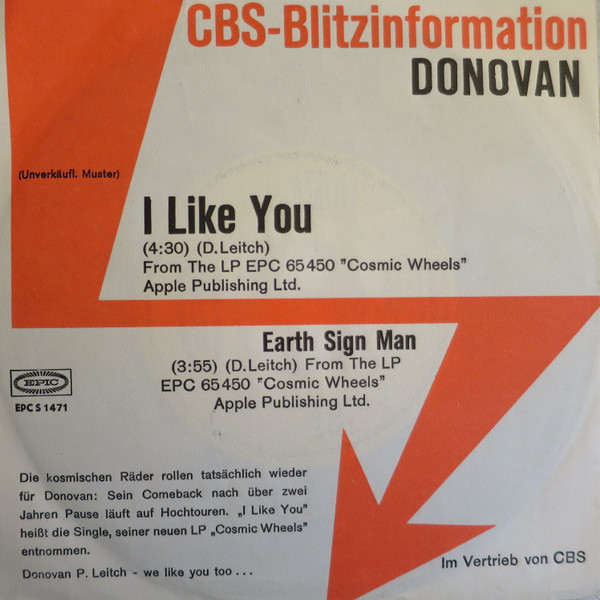 CBS-Blitzinformation
DONOVAN
(Unverkäufl. Muster)
I Like You
(4:30) (D. Leitch)
From The LP EPC 65450 "Cosmic Wheels"
Apple Publishing Ltd.
Earth Sign Man
(3:55) (D. Leitch) From The LP
EPC 65450 "Cosmic Wheels"
Apple Publishing Ltd.
EPIC
EPC S 1471
Die kosmischen Räder rollen tatsächlich wieder
für Donovan: Sein Comeback nach über zwei
Jahren Pause läuft auf Hochtouren. „I Like You"
heißt die Single, seiner neuen LP „Cosmic Wheels"
entnommen.
Donovan P. Leitch - we like you too ...
Im Vertrieb von CBS